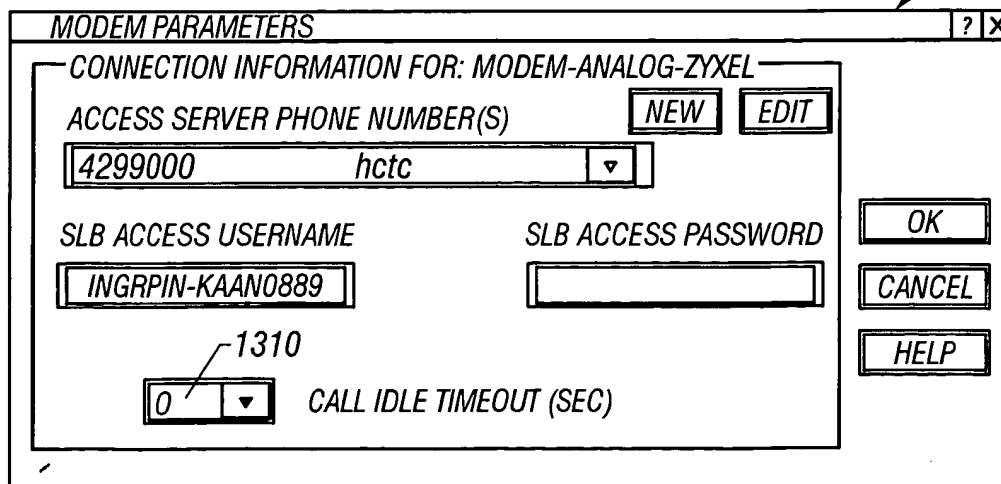 MODEM PARAMETERS ? X
CONNECTION INFORMATION FOR: MODEM-ANALOG-ZYXEL
ACCESS SERVER PHONE NUMBER(S) NEW EDIT
4299000 hctc
SLB ACCESS USERNAME SLB ACCESS PASSWORD OK
INGRPIN-KAAN0889 CANCEL
1310 HELP
0 CALL IDLE TIMEOUT (SEC)